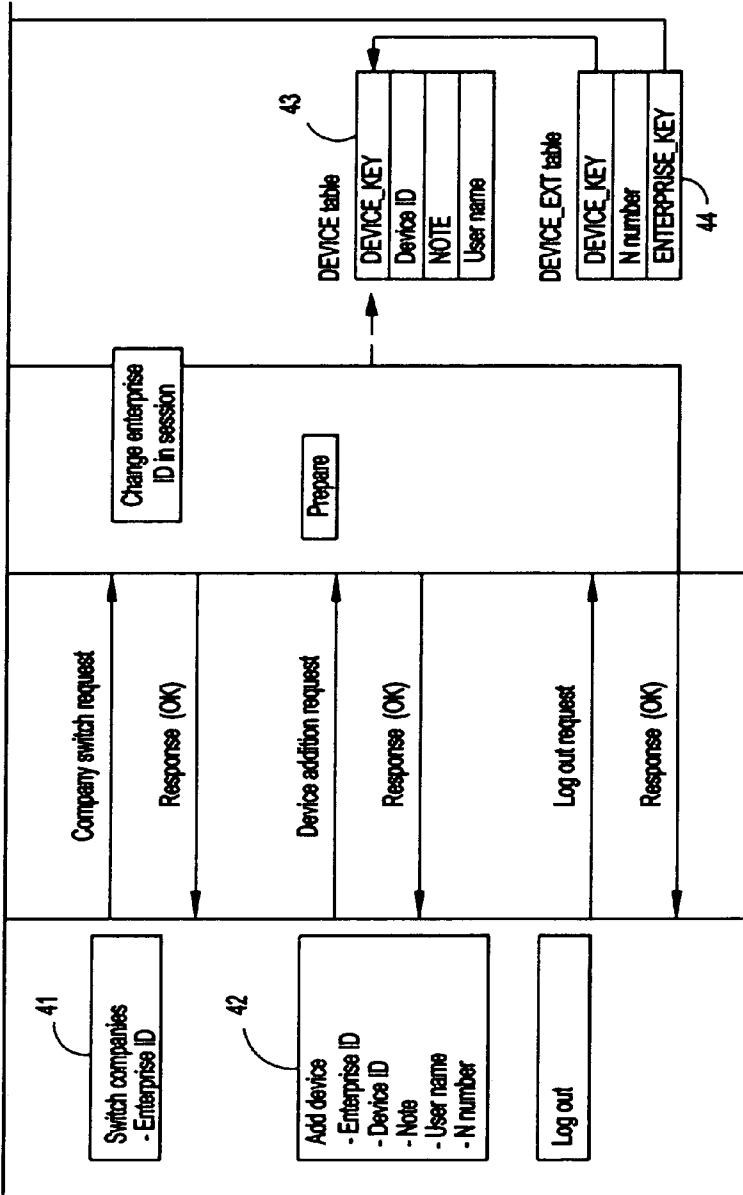 41
Switch companies
- Enterprise ID
Company switch request
Change enterprise
ID in session
Response (OK)
42
Add device
- Enterprise ID
- Device ID
- Note
- User name
- N number
Device addition request
Prepare
Response (OK)
DEVICE table
43
DEVICE_KEY
Device ID
NOTE
User name
Log out
Log out request
Response (OK)
DEVICE_EXT table
DEVICE_KEY
N number
ENTERPRISE_KEY
44